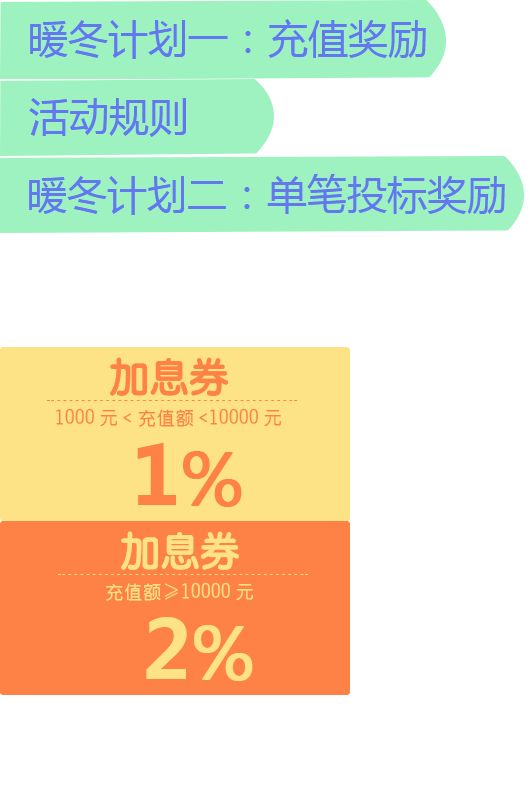 暖冬计划一：充值奖励
活动规则
暖冬计划二：单笔投标奖励
加息券
1000 元 < 充值额 <10000 元
1%
加息券
充值额≥10000 元
2%